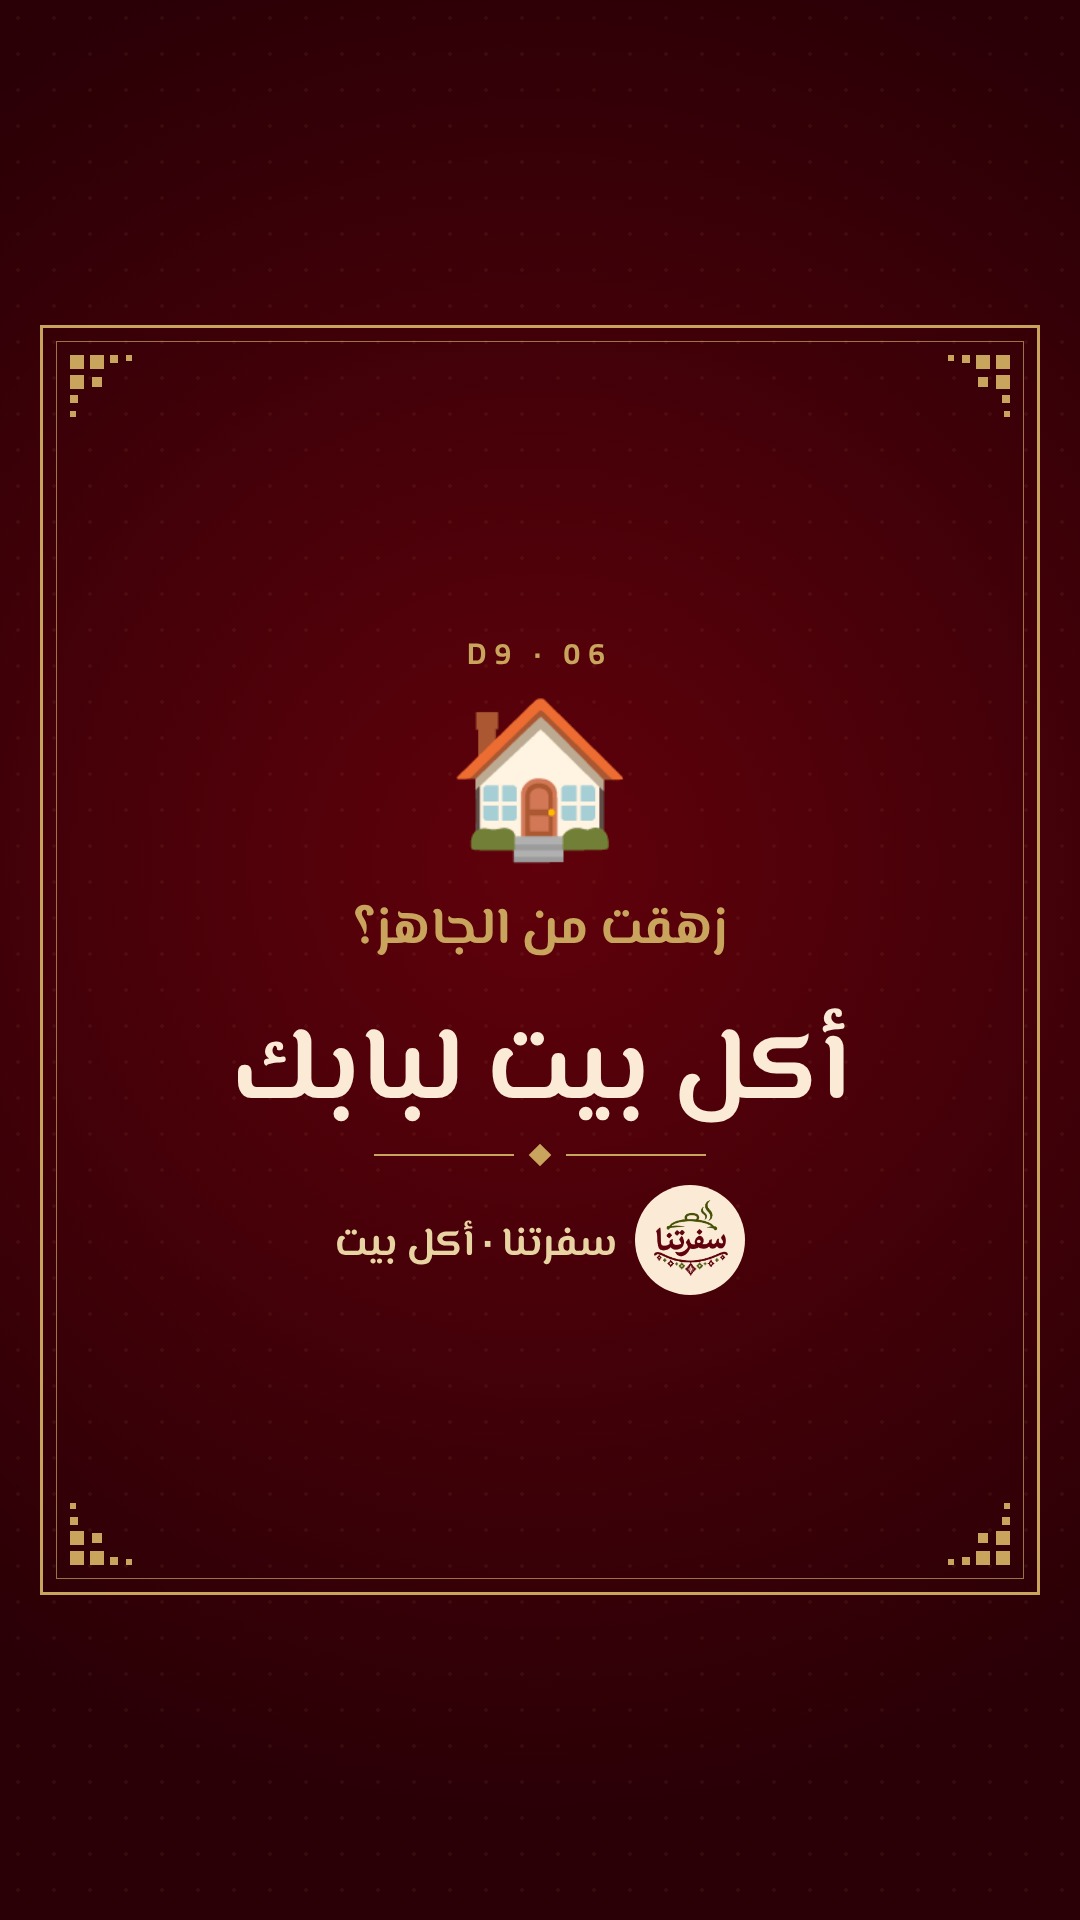 D9 · 06
زهقت من الجاهز؟
أكل بيت لبابك
سفرتنا
سفرتنا · أكل بيت